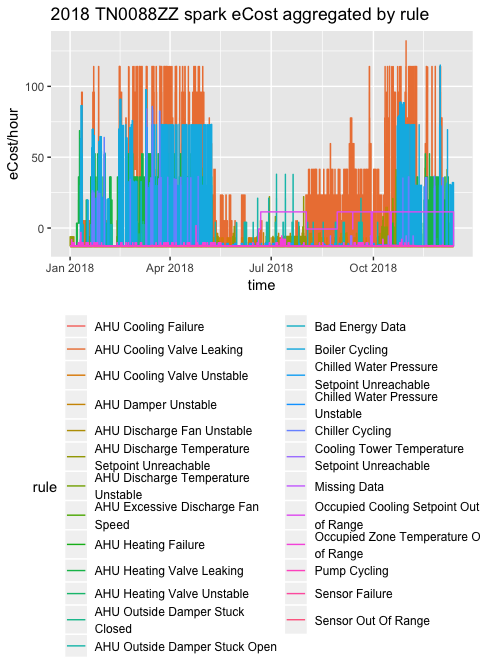 2018 TN0088ZZ spark eCost aggregated by rule
eCost/hour
100
50
0
Jan 2018
Apr 2018
Jul 2018
Oct 2018
time
rule
AHU Cooling Failure
AHU Cooling Valve Leaking
AHU Cooling Valve Unstable
AHU Damper Unstable
AHU Discharge Fan Unstable
AHU Discharge Temperature
Setpoint Unreachable
AHU Discharge Temperature
Unstable
AHU Excessive Discharge Fan
Speed
AHU Heating Failure
AHU Heating Valve Leaking
AHU Heating Valve Unstable
AHU Outside Damper Stuck
Closed
AHU Outside Damper Stuck Open
Bad Energy Data
Boiler Cycling
Chilled Water Pressure
Setpoint Unreachable
Chilled Water Pressure
Unstable
Chiller Cycling
Cooling Tower Temperature
Setpoint Unreachable
Missing Data
Occupied Cooling Setpoint Out
of Range
Occupied Zone Temperature O
of Range
Pump Cycling
Sensor Failure
Sensor Out Of Range